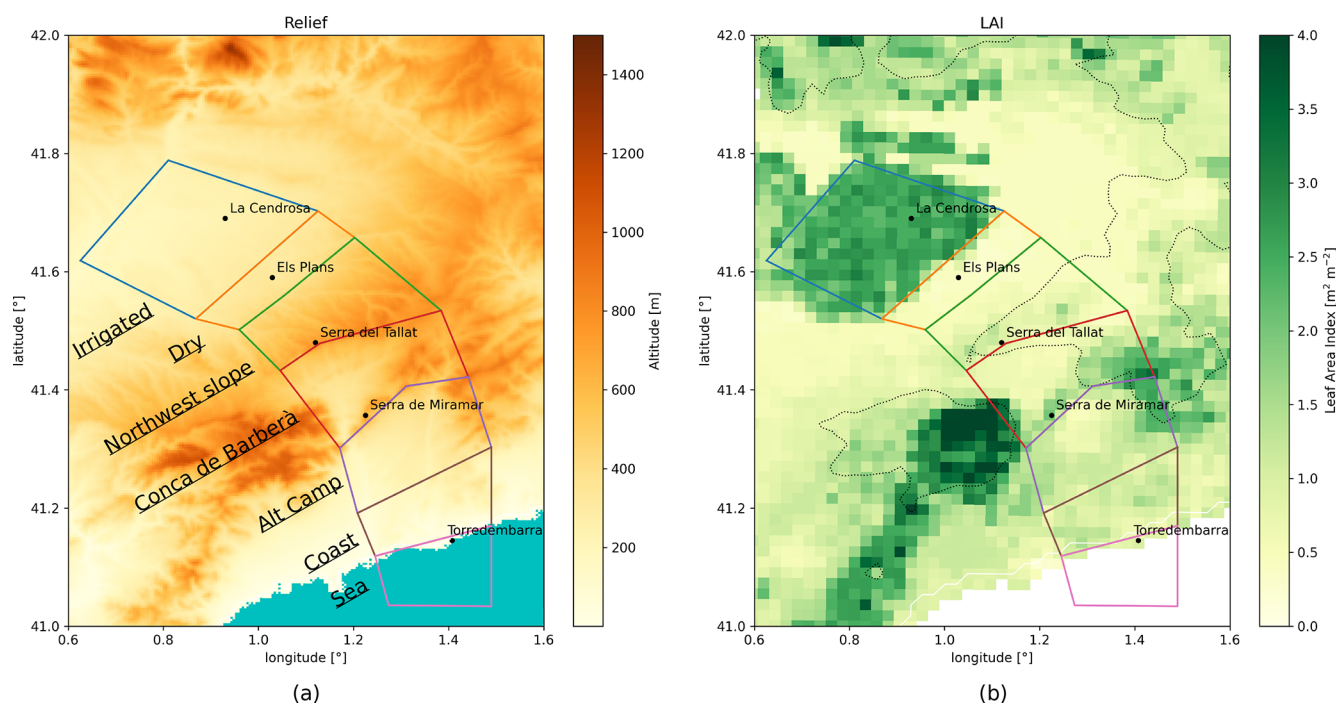 Relief
42.0
41.8
41.6
41.4
41.2
41.0
latitude [°]
0.6
0.8
1.0
1.2
1.4
1.6
longitude [°]
La Cendrosa
Els Plans
Serra del Tallat
Serra de Miramar
Torredembarra
Irrigated
Dry
Northwest slope
Conca de Barberà
Alt Camp
Coast
Sea
1400
1200
1000
800
600
400
200
Altitude [m]
(a)
LAI
42.0
41.8
41.6
41.4
41.2
41.0
latitude [°]
0.6
0.8
1.0
1.2
1.4
1.6
longitude [°]
La Cendrosa
Els Plans
Serra del Tallat
Serra de Miramar
Torredembarra
4.0
3.5
3.0
2.5
2.0
1.5
1.0
0.5
0.0
Leaf Area Index [m² m⁻²]
(b)